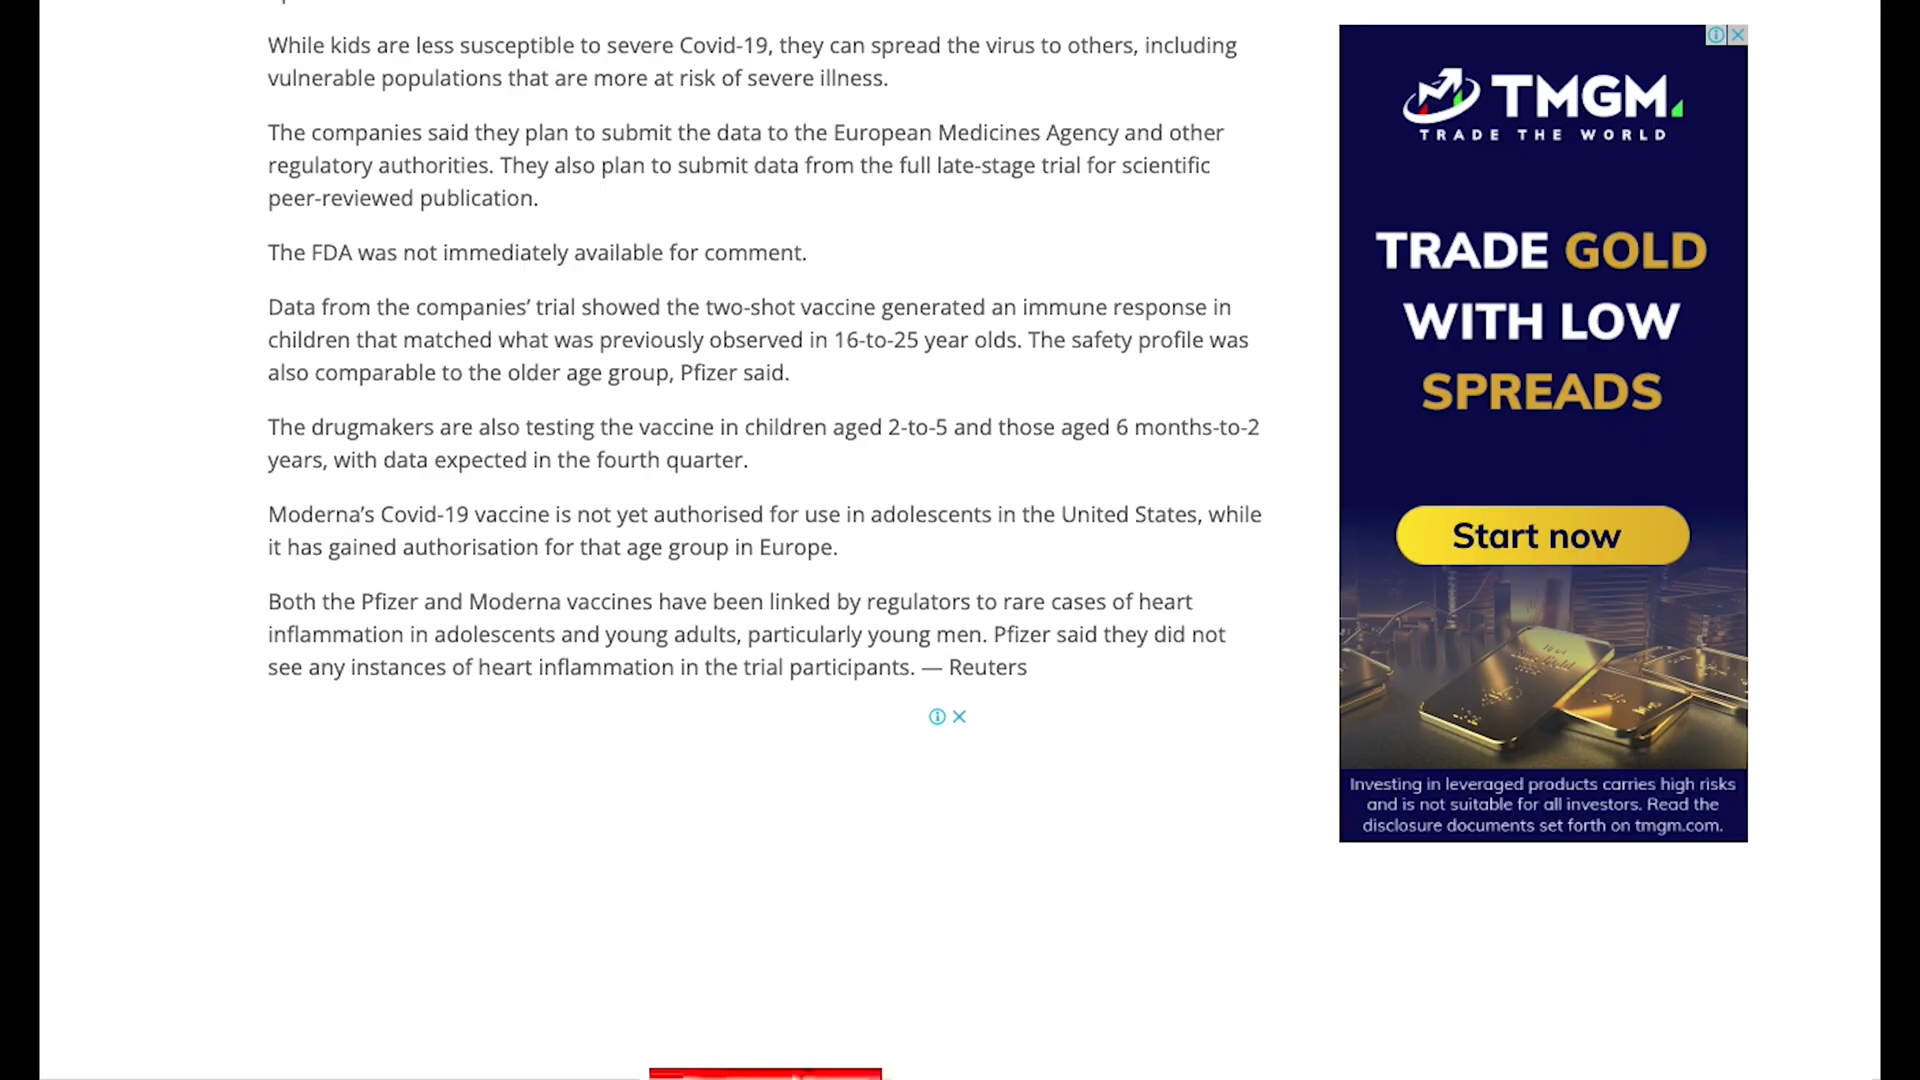 While kids are less susceptible to severe Covid-19, they can spread the virus to others, including
vulnerable populations that are more at risk of severe illness.
The companies said they plan to submit the data to the European Medicines Agency and other
regulatory authorities. They also plan to submit data from the full late-stage trial for scientific
peer-reviewed publication.
The FDA was not immediately available for comment.
Data from the companies’ trial showed the two-shot vaccine generated an immune response in
children that matched what was previously observed in 16-to-25 year olds. The safety profile was
also comparable to the older age group, Pfizer said.
The drugmakers are also testing the vaccine in children aged 2-to-5 and those aged 6 months-to-2
years, with data expected in the fourth quarter.
Moderna’s Covid-19 vaccine is not yet authorised for use in adolescents in the United States, while
it has gained authorisation for that age group in Europe.
Both the Pfizer and Moderna vaccines have been linked by regulators to rare cases of heart
inflammation in adolescents and young adults, particularly young men. Pfizer said they did not
see any instances of heart inflammation in the trial participants. — Reuters
TMGM
TRADE THE WORLD
TRADE GOLD
WITH LOW
SPREADS
Start now
Investing in leveraged products carries high risks
and is not suitable for all investors. Read the
disclosure documents set forth on tmgm.com.